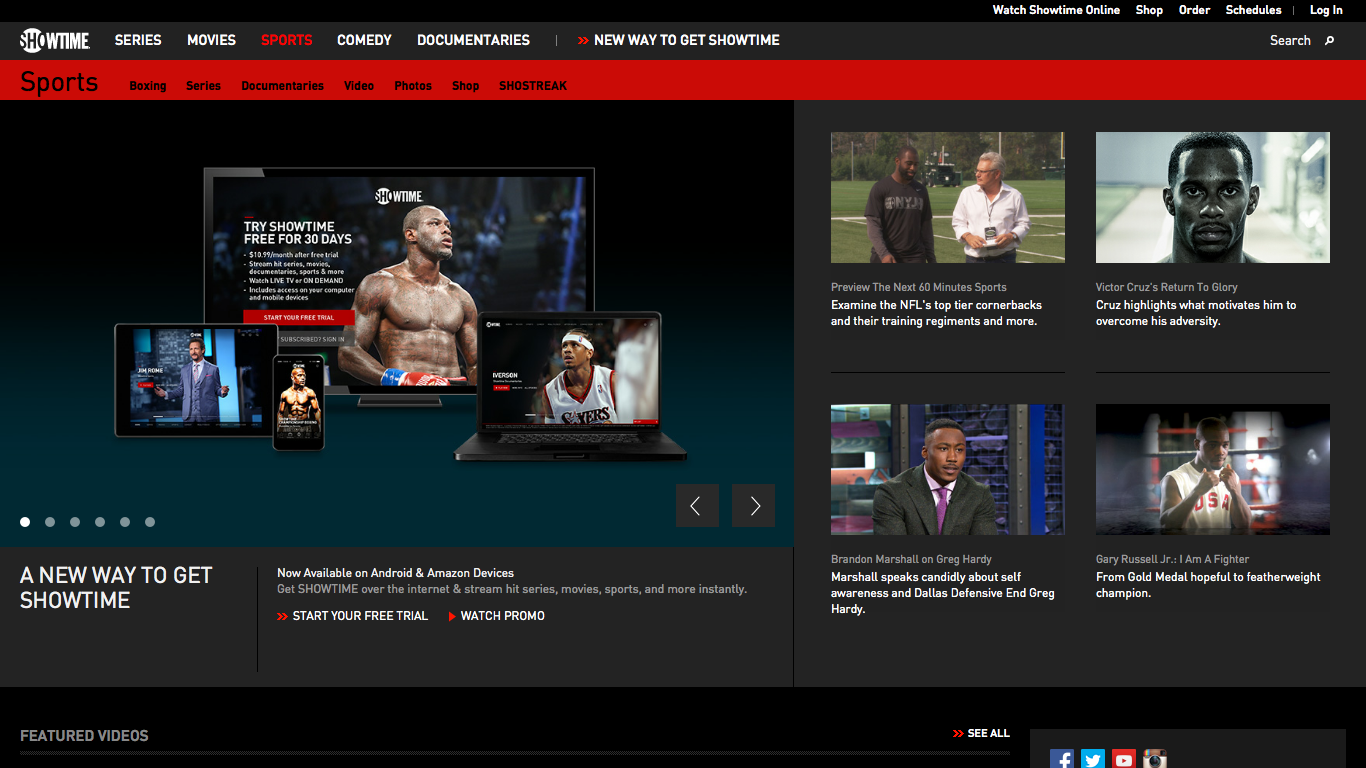 Watch Showtime Online Shop Order Schedules | Log In
SHOWTIME SERIES MOVIES SPORTS COMEDY DOCUMENTARIES | NEW WAY TO GET SHOWTIME Search
Sports Boxing Series Documentaries Video Photos Shop SHOSTREAK
SHOWTIME
TRY SHOWTIME
FREE FOR 30 DAYS
- $10.99/month after free trial
- Stream hit series, movies,
documentaries, sports & more
- Watch LIVE TV or ON DEMAND
- Includes access on your computer
and mobile devices
START YOUR FREE TRIAL
SUBSCRIBED? SIGN IN
JIM ROME
IVERSON
SIXERS
NYJA
Preview The Next 60 Minutes Sports
Examine the NFL's top tier cornerbacks
and their training regiments and more.
Victor Cruz's Return To Glory
Cruz highlights what motivates him to
overcome his adversity.
USA
Brandon Marshall on Greg Hardy
Marshall speaks candidly about self
awareness and Dallas Defensive End Greg
Hardy.
Gary Russell Jr.: I Am A Fighter
From Gold Medal hopeful to featherweight
champion.
A NEW WAY TO GET
SHOWTIME
Now Available on Android & Amazon Devices
Get SHOWTIME over the internet & stream hit series, movies, sports, and more instantly.
START YOUR FREE TRIAL WATCH PROMO
FEATURED VIDEOS
SEE ALL